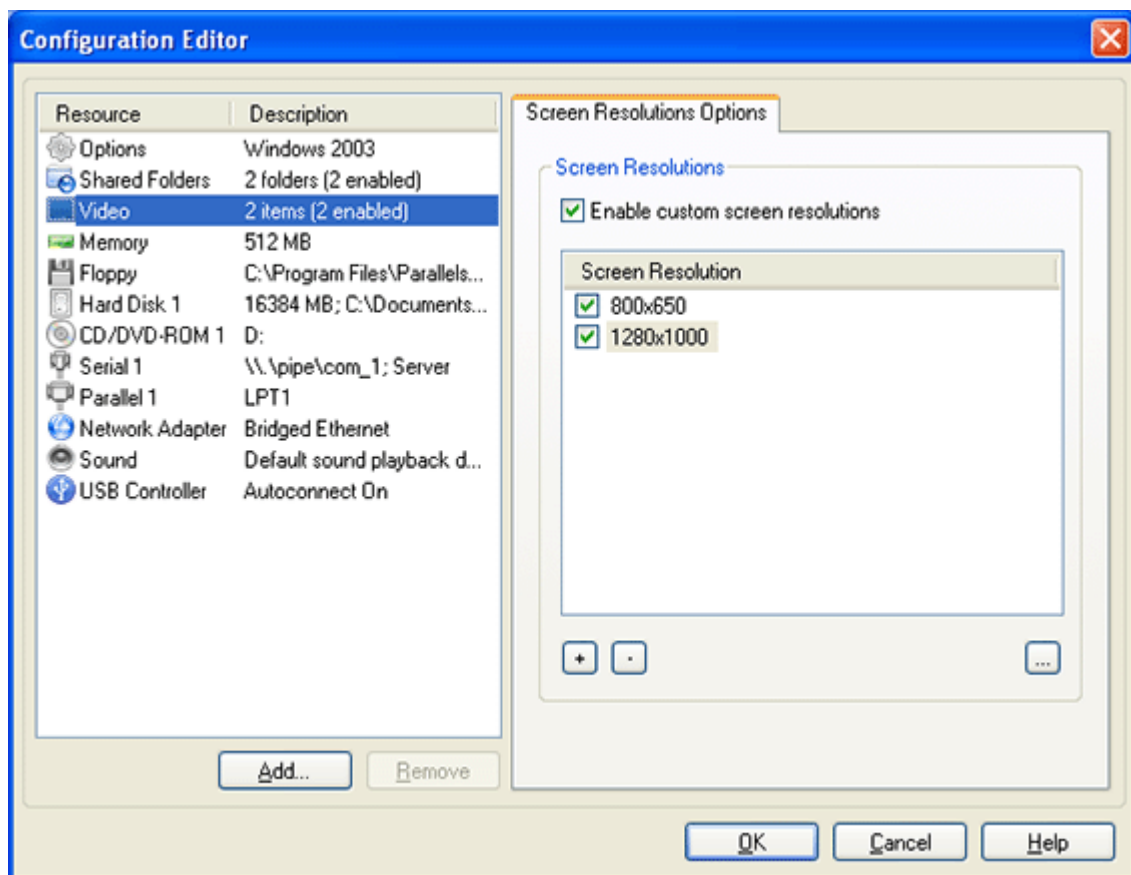 Configuration Editor
Resource Description
Options Windows 2003
Shared Folders 2 folders (2 enabled)
Video 2 items (2 enabled)
Memory 512 MB
Floppy C:\Program Files\Parallels...
Hard Disk 1 16384 MB; C:\Documents...
CD/DVD-ROM 1 D:
Serial 1 \\.\pipe\com_1; Server
Parallel 1 LPT1
Network Adapter Bridged Ethernet
Sound Default sound playback d...
USB Controller Autoconnect On
Add... Remove
Screen Resolutions Options
Screen Resolutions
Enable custom screen resolutions
Screen Resolution
800x650
1280x1000
+ - ...
OK Cancel Help